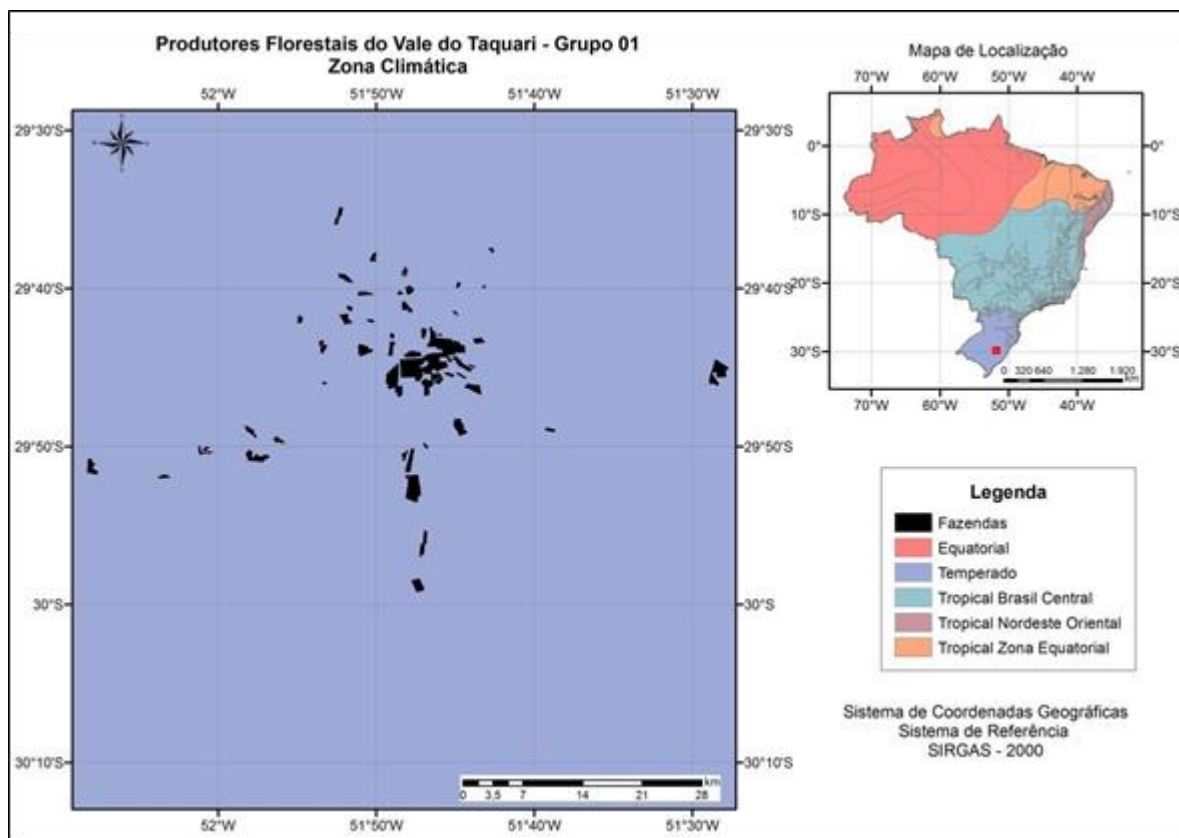 Produtores Florestais do Vale do Taquari - Grupo 01
Zona Climática
52°W 51°50'W 51°40'W 51°30'W
29°30'S 29°30'S
29°40'S 29°40'S
29°50'S 29°50'S
30°S 30°S
30°10'S 30°10'S
km
0 3,5 7 14 21 28
52°W 51°50'W 51°40'W 51°30'W
Mapa de Localização
70°W 60°W 50°W 40°W
0° 0°
10°S 10°S
20°S 20°S
30°S 30°S
0 320 640 1.280 1.920
km
70°W 60°W 50°W 40°W
Legenda
Fazendas
Equatorial
Temperado
Tropical Brasil Central
Tropical Nordeste Oriental
Tropical Zona Equatorial
Sistema de Coordenadas Geográficas
Sistema de Referência
SIRGAS - 2000